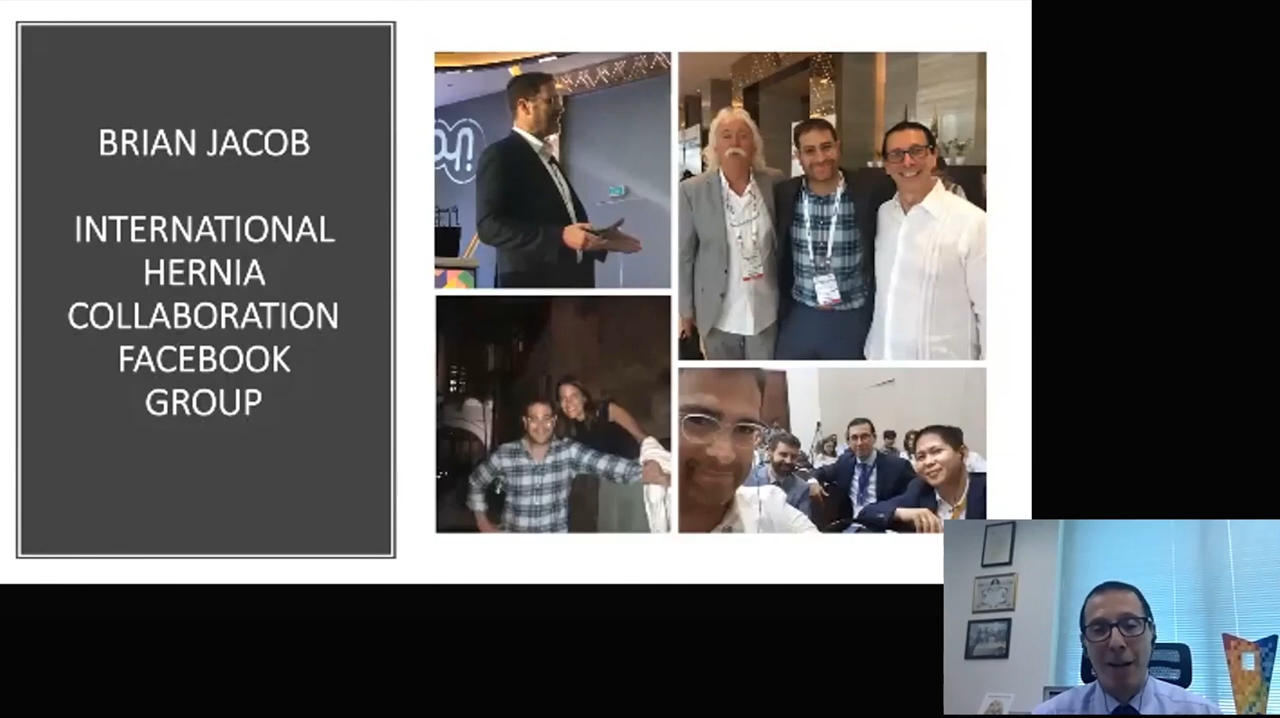 BRIAN JACOB
INTERNATIONAL
HERNIA
COLLABORATION
FACEBOOK
GROUP